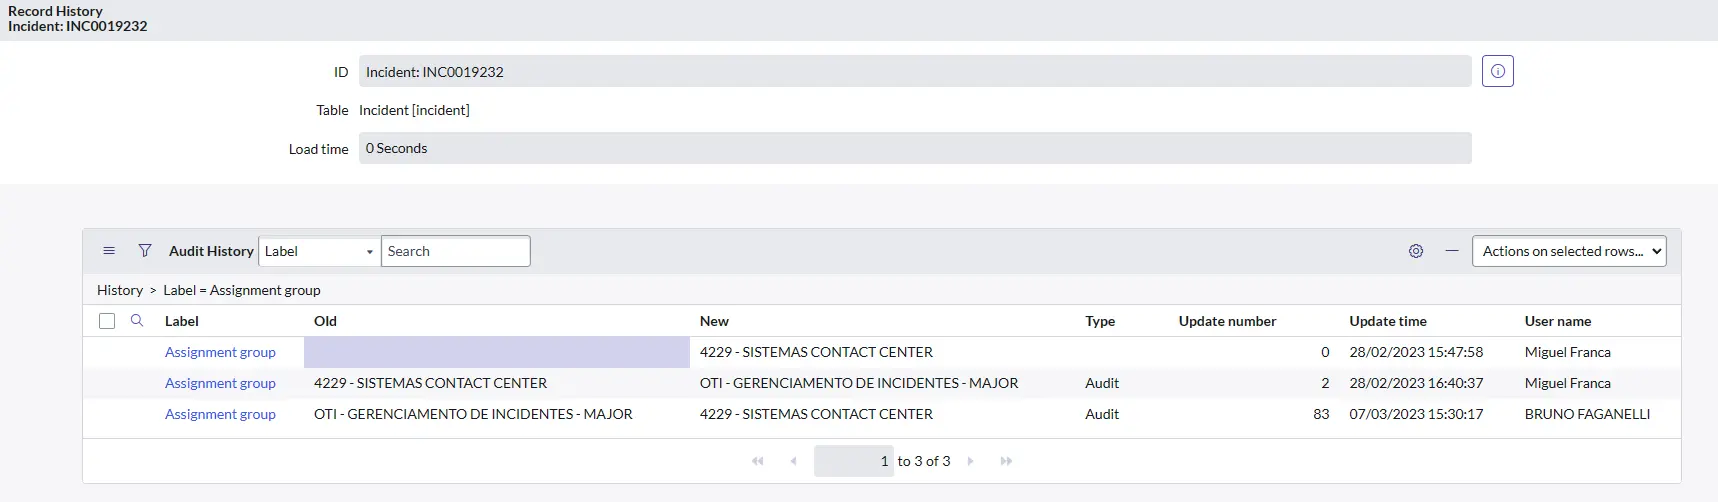 Record History
Incident: INC0019232
ID Incident: INC0019232
Table Incident [incident]
Load time 0 Seconds
Audit History Label Search Actions on selected rows...
History > Label = Assignment group
Label Old New Type Update number Update time User name
Assignment group 4229 - SISTEMAS CONTACT CENTER 0 28/02/2023 15:47:58 Miguel Franca
Assignment group 4229 - SISTEMAS CONTACT CENTER OTI - GERENCIAMENTO DE INCIDENTES - MAJOR Audit 2 28/02/2023 16:40:37 Miguel Franca
Assignment group OTI - GERENCIAMENTO DE INCIDENTES - MAJOR 4229 - SISTEMAS CONTACT CENTER Audit 83 07/03/2023 15:30:17 BRUNO FAGANELLI
1 to 3 of 3